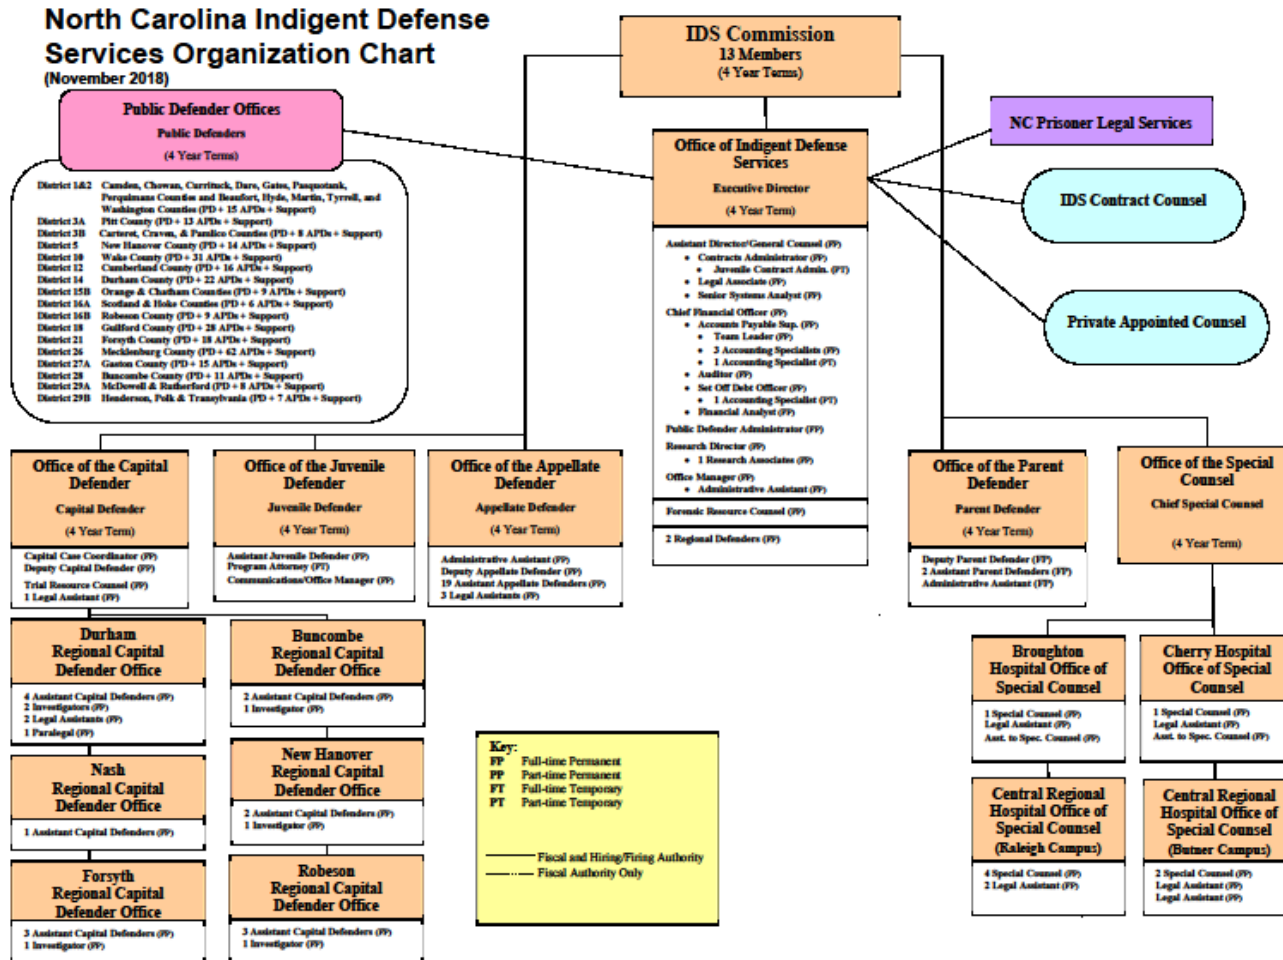 North Carolina Indigent Defense
Services Organization Chart
(November 2018)
IDS Commission
13 Members
(4 Year Terms)
Public Defender Offices
Public Defenders
(4 Year Terms)
District 1&2 Camden, Chowan, Currituck, Dare, Gates, Pasquotank,
Perquimans Counties and Beaufort, Hyde, Martin, Tyrrell, and
Washington Counties (PD + 15 APDs + Support)
District 3A Pitt County (PD + 13 APDs + Support)
District 3B Carteret, Craven, & Pamlico Counties (PD + 8 APDs + Support)
District 5 New Hanover County (PD + 14 APDs + Support)
District 10 Wake County (PD + 31 APDs + Support)
District 12 Cumberland County (PD + 16 APDs + Support)
District 14 Durham County (PD + 22 APDs + Support)
District 15B Orange & Chatham Counties (PD + 9 APDs + Support)
District 16A Scotland & Hoke Counties (PD + 6 APDs + Support)
District 16B Robeson County (PD + 9 APDs + Support)
District 18 Guilford County (PD + 28 APDs + Support)
District 21 Forsyth County (PD + 18 APDs + Support)
District 26 Mecklenburg County (PD + 62 APDs + Support)
District 27A Gaston County (PD + 15 APDs + Support)
District 28 Buncombe County (PD + 11 APDs + Support)
District 29A McDowell & Rutherford (PD + 8 APDs + Support)
District 29B Henderson, Polk & Transylvania (PD + 7 APDs + Support)
Office of Indigent Defense
Services
Executive Director
(4 Year Term)
Assistant Director/General Counsel (FP)
• Contracts Administrator (FP)
• Juvenile Contract Admin. (PT)
• Legal Associate (FP)
• Senior Systems Analyst (FP)
Chief Financial Officer (FP)
• Accounts Payable Sup. (FP)
• Team Leader (FP)
• 3 Accounting Specialists (FP)
• 1 Accounting Specialist (PT)
• Auditor (FP)
• Set Off Debt Officer (FP)
• 1 Accounting Specialist (PT)
• Financial Analyst (FP)
Public Defender Administrator (FP)
Research Director (FP)
• 1 Research Associates (FP)
Office Manager (FP)
• Administrative Assistant (FP)
Forensic Resource Counsel (FP)
2 Regional Defenders (FP)
NC Prisoner Legal Services
IDS Contract Counsel
Private Appointed Counsel
Office of the Capital
Defender
Capital Defender
(4 Year Term)
Capital Case Coordinator (FP)
Deputy Capital Defender (FP)
Trial Resource Counsel (FP)
1 Legal Assistant (FP)
Office of the Juvenile
Defender
Juvenile Defender
(4 Year Term)
Assistant Juvenile Defender (FP)
Program Attorney (PT)
Communications/Office Manager (FP)
Office of the Appellate
Defender
Appellate Defender
(4 Year Term)
Administrative Assistant (FP)
Deputy Appellate Defender (FP)
19 Assistant Appellate Defenders (FP)
3 Legal Assistants (FP)
Office of the Parent
Defender
Parent Defender
(4 Year Term)
Deputy Parent Defender (FP)
2 Assistant Parent Defenders (FP)
Administrative Assistant (FP)
Office of the Special
Counsel
Chief Special Counsel
(4 Year Term)
Durham
Regional Capital
Defender Office
4 Assistant Capital Defenders (FP)
2 Investigators (FP)
2 Legal Assistants (FP)
1 Paralegal (FP)
Buncombe
Regional Capital
Defender Office
2 Assistant Capital Defenders (FP)
1 Investigator (FP)
Nash
Regional Capital
Defender Office
1 Assistant Capital Defenders (FP)
New Hanover
Regional Capital
Defender Office
2 Assistant Capital Defenders (FP)
1 Investigator (FP)
Forsyth
Regional Capital
Defender Office
3 Assistant Capital Defenders (FP)
1 Investigator (FP)
Robeson
Regional Capital
Defender Office
3 Assistant Capital Defenders (FP)
1 Investigator (FP)
Key:
FP Full-time Permanent
PP Part-time Permanent
FT Full-time Temporary
PT Part-time Temporary
Fiscal and Hiring/Firing Authority
Fiscal Authority Only
Broughton
Hospital Office of
Special Counsel
1 Special Counsel (FP)
Legal Assistant (FP)
Asst. to Spec. Counsel (FP)
Cherry Hospital
Office of Special
Counsel
1 Special Counsel (FP)
Legal Assistant (FP)
Asst. to Spec. Counsel (FP)
Central Regional
Hospital Office of
Special Counsel
(Raleigh Campus)
4 Special Counsel (FP)
2 Legal Assistant (FP)
Central Regional
Hospital Office of
Special Counsel
(Butner Campus)
2 Special Counsel (FP)
Legal Assistant (FP)
Legal Assistant (FP)